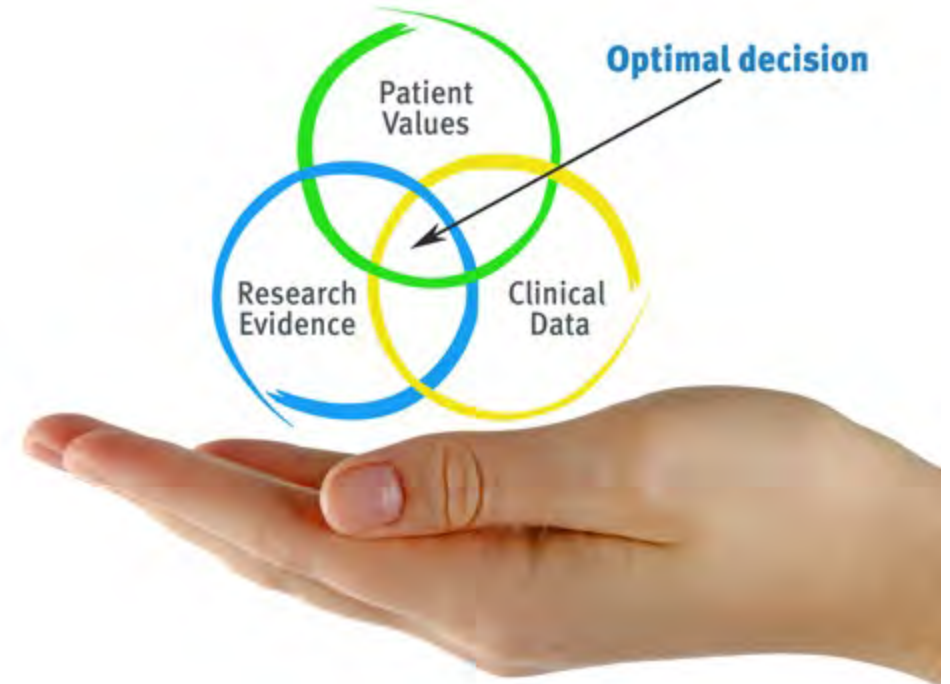 Optimal decision
Patient
Values
Research
Evidence
Clinical
Data